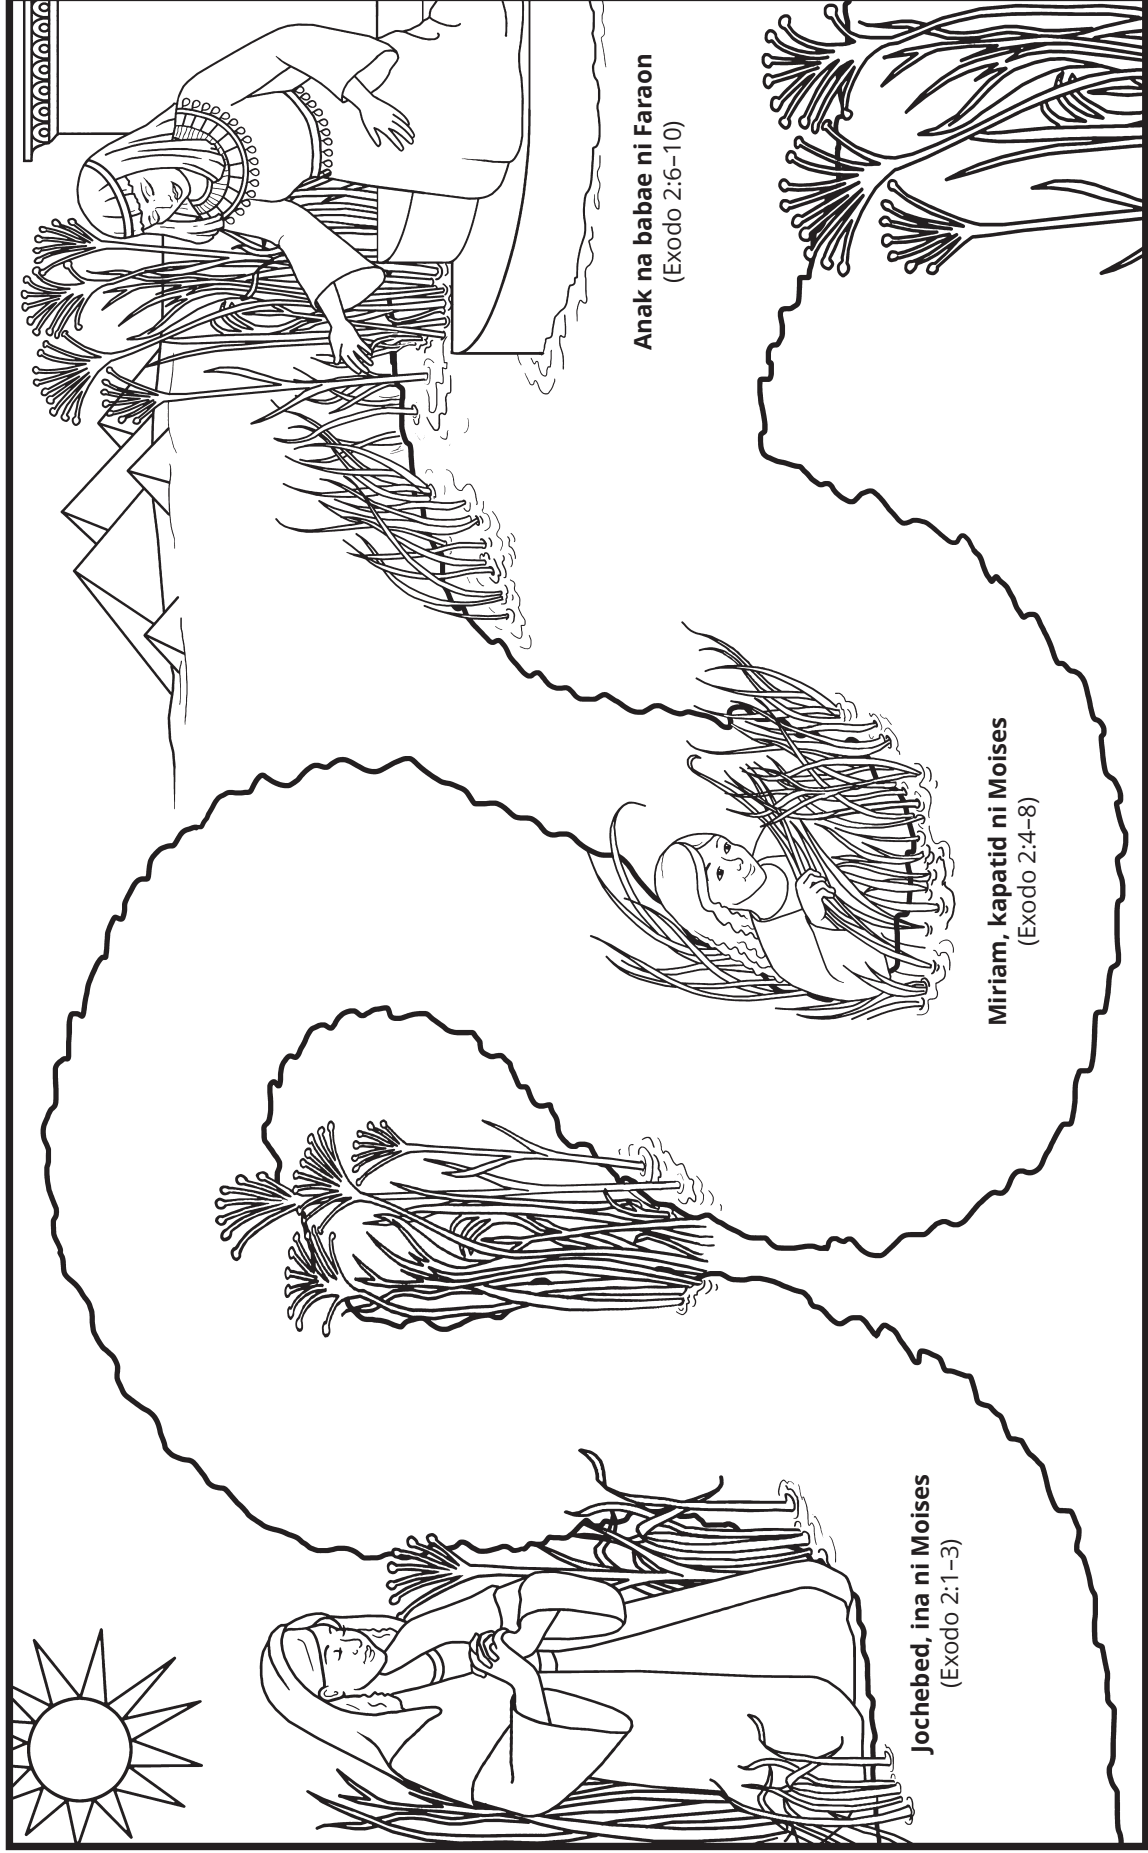 Jochebed, ina ni Moises
(Exodo 2:1–3)
Miriam, kapatid ni Moises
(Exodo 2:4–8)
Anak na babae ni Faraon
(Exodo 2:6–10)